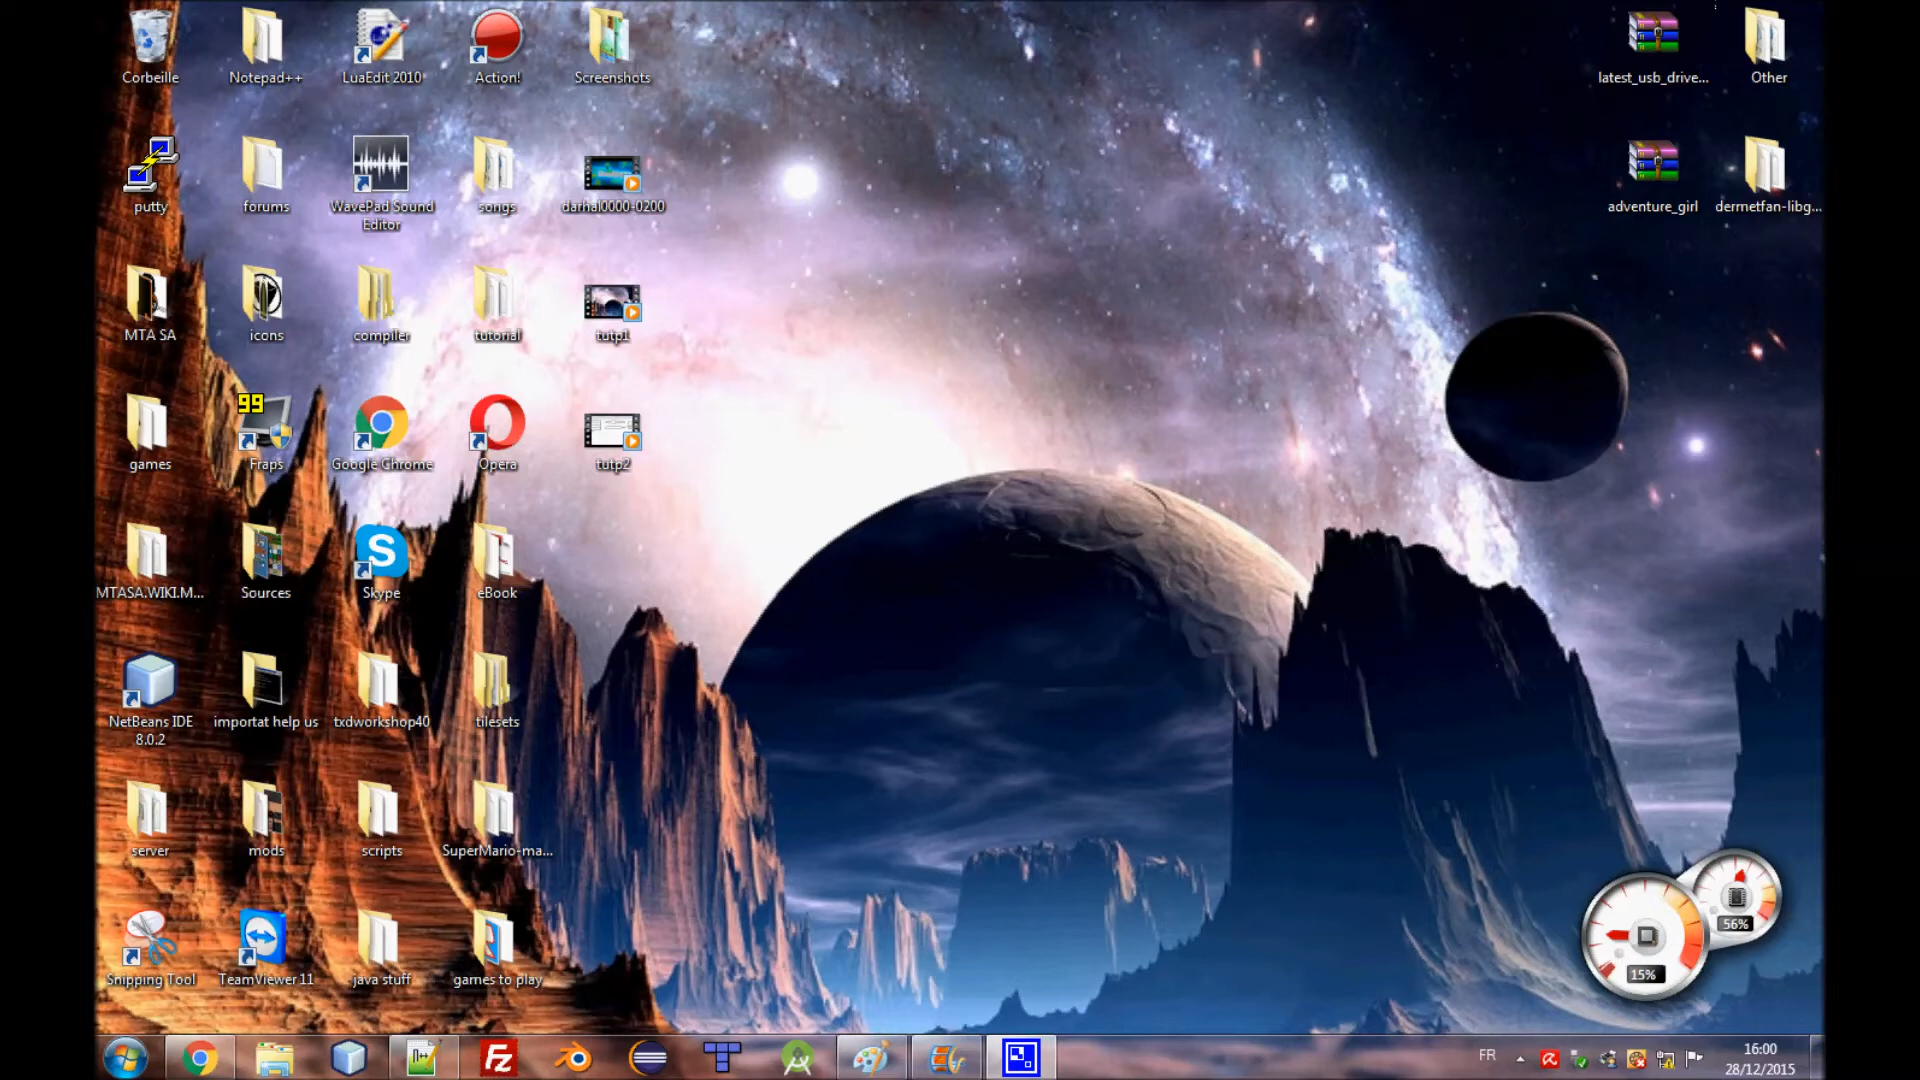 Corbeille
Notepad++
LuaEdit 2010
Action!
Screenshots
latest_usb_drive...
Other
putty
forums
WavePad Sound
Editor
songs
darhal0000-0200
adventure_girl
dermetfan-libg...
MTA SA
icons
compiler
tutorial
tutp1
99
games
Fraps
Google Chrome
Opera
tutp2
S
MTASA.WIKI.M...
Sources
Skype
eBook
NetBeans IDE
8.0.2
importat help us
txdworkshop40
tilesets
server
mods
scripts
SuperMario-ma...
56%
15%
Snipping Tool
TeamViewer 11
java stuff
games to play
n++
Fz
FR
16:00
28/12/2015